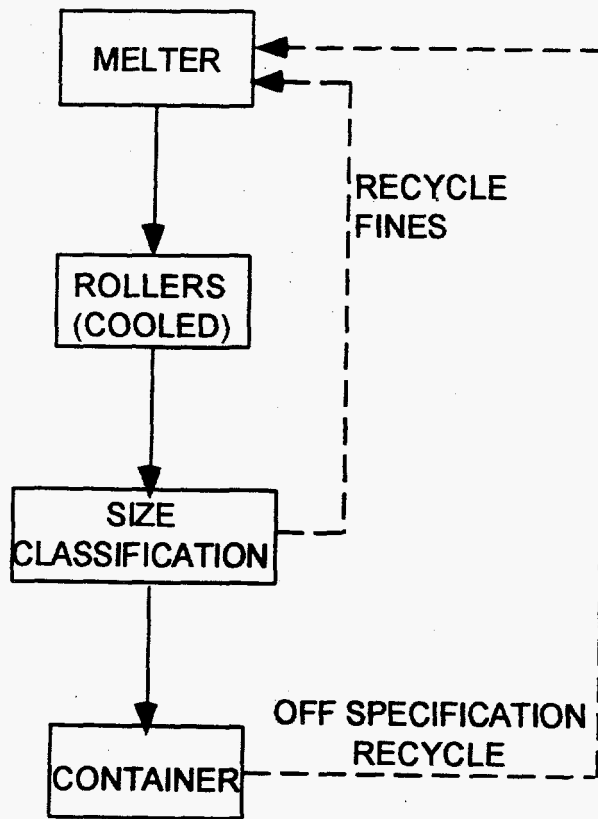 MELTER
RECYCLE
FINES
ROLLERS
(COOLED)
SIZE
CLASSIFICATION
OFF SPECIFICATION
RECYCLE
CONTAINER